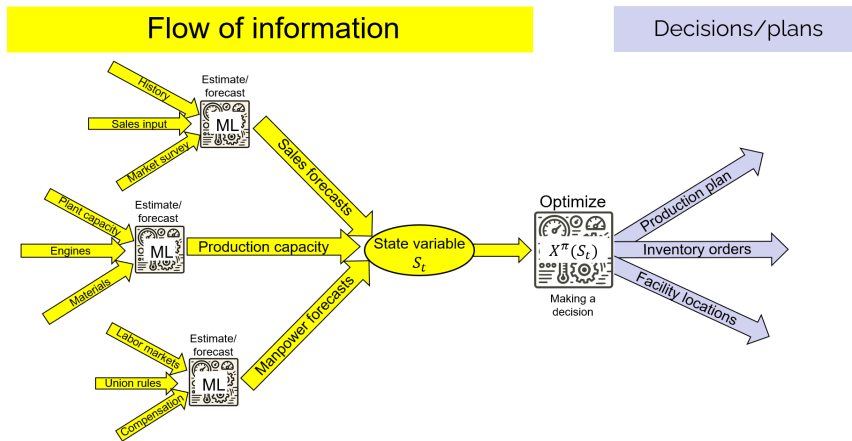 Flow of information
Decisions/plans
Estimate/
forecast
History
Sales input
Market survey
ML
Sales forecasts
Estimate/
forecast
Plant capacity
Engines
Materials
ML
Production capacity
State variable
S_t
Estimate/
forecast
Labor markets
Union rules
Compensation
ML
Manpower forecasts
Optimize
X^π(S_t)
Making a
decision
Production plan
Inventory orders
Facility locations